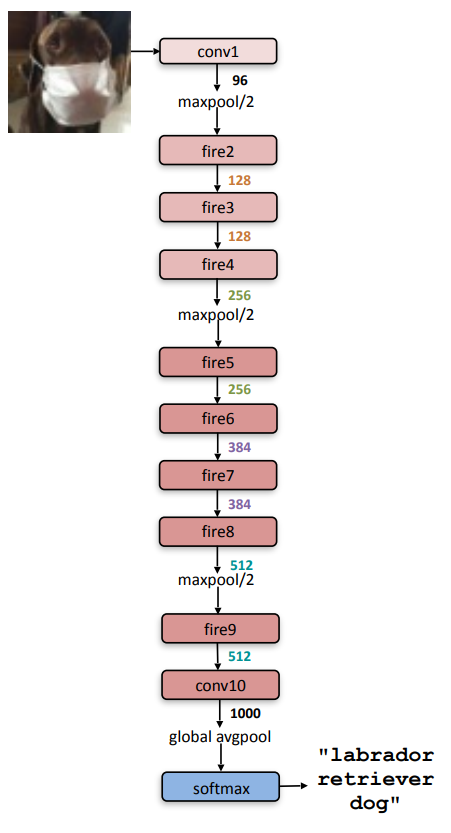 conv1
96
maxpool/2
fire2
128
fire3
128
fire4
256
maxpool/2
fire5
256
fire6
384
fire7
384
fire8
512
maxpool/2
fire9
512
conv10
1000
global avgpool
softmax
"labrador
retriever
dog"